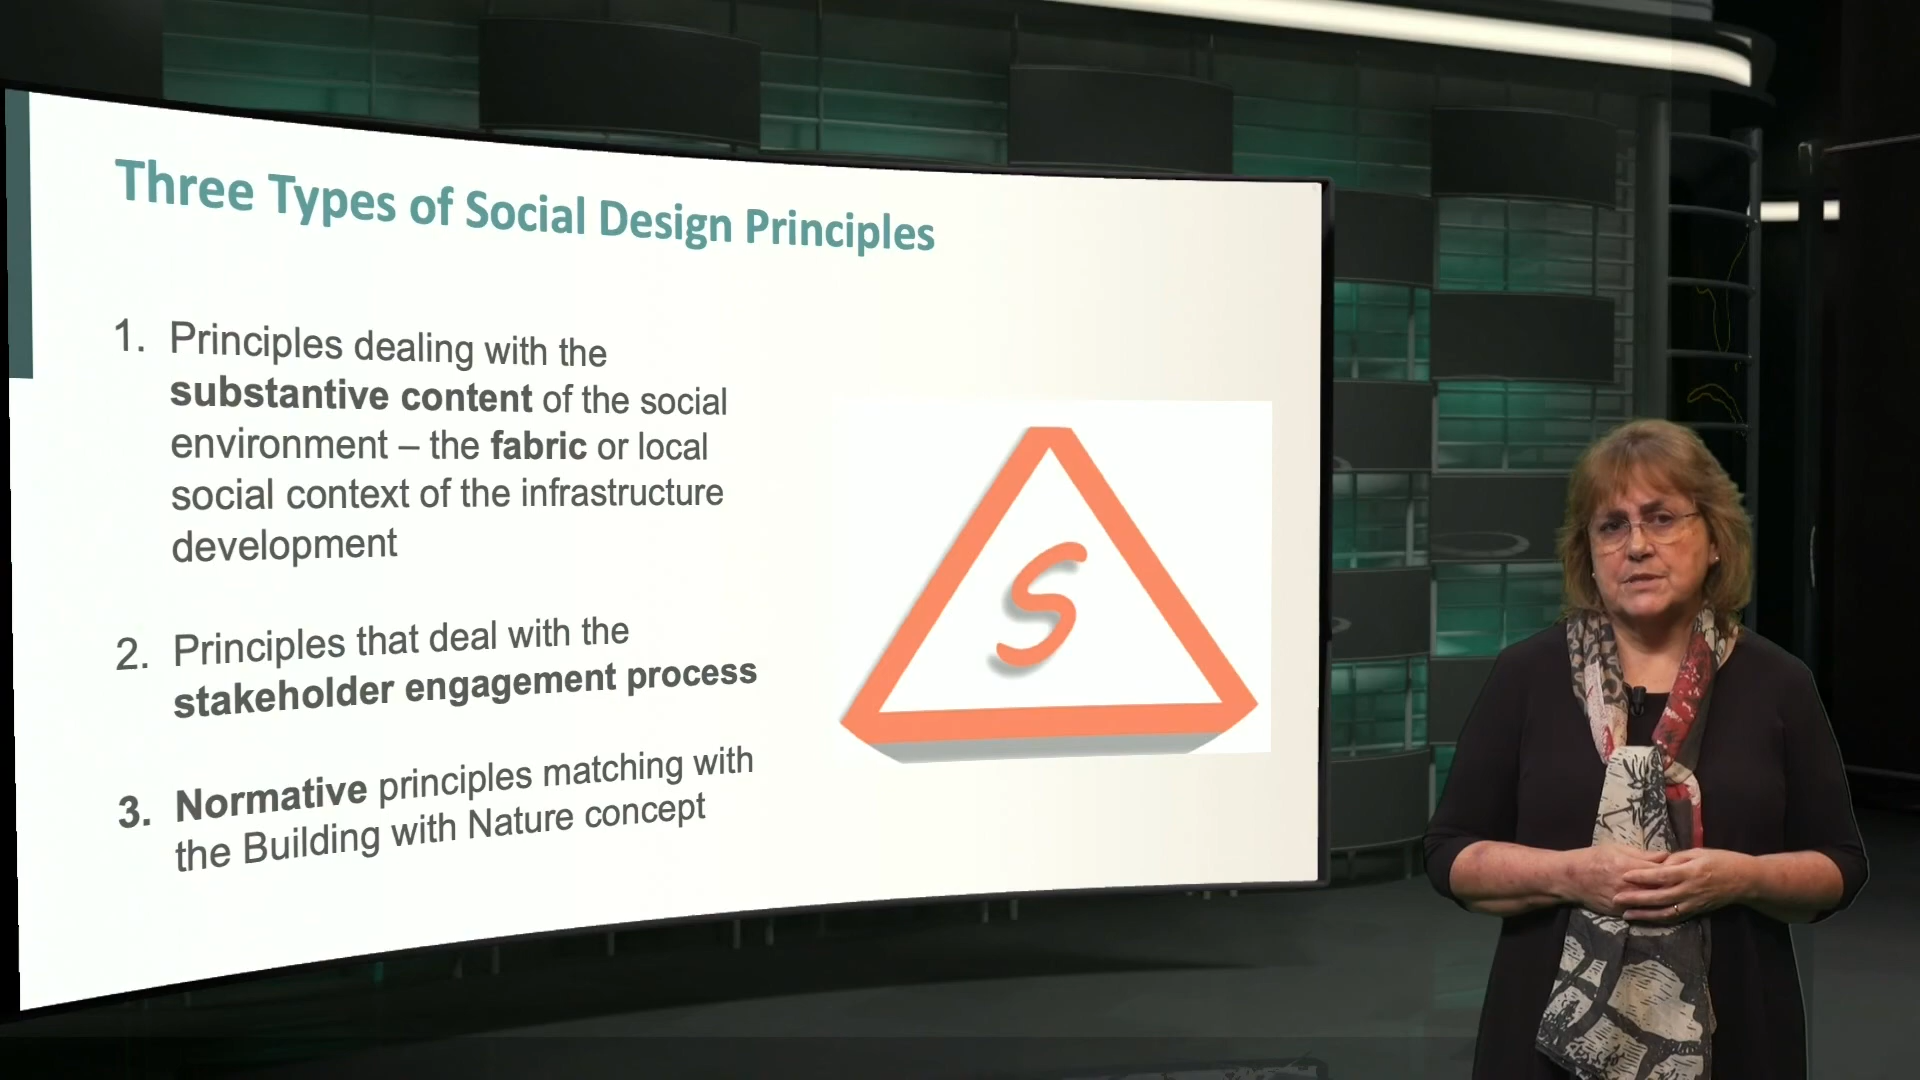 Three Types of Social Design Principles
1. Principles dealing with the
substantive content of the social
environment – the fabric or local
social context of the infrastructure
development
2. Principles that deal with the
stakeholder engagement process
3. Normative principles matching with
the Building with Nature concept
S